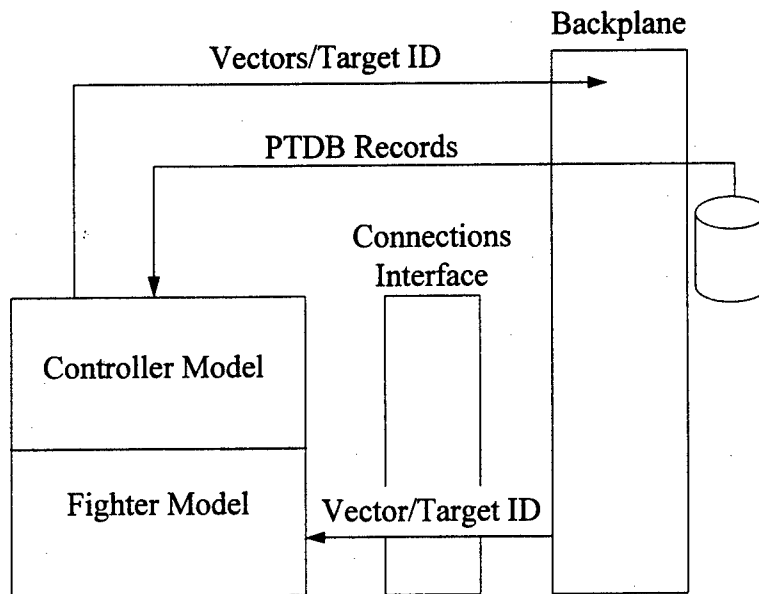 Backplane
Vectors/Target ID
PTDB Records
Connections
Interface
Controller Model
Fighter Model
Vector/Target ID